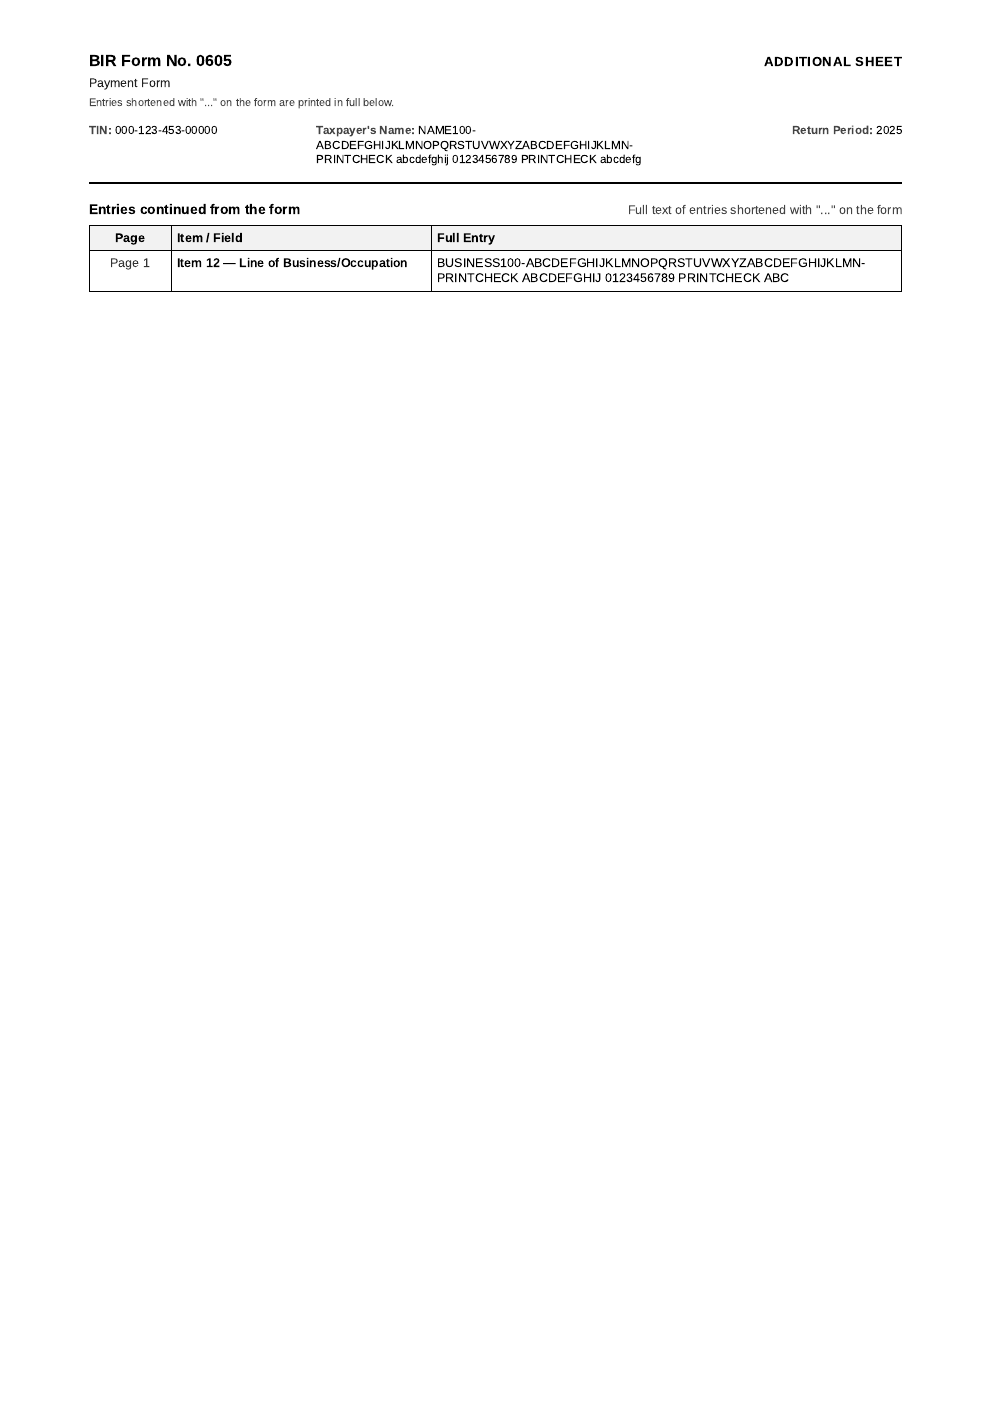 BIR Form No. 0605
ADDITIONAL SHEET
Payment Form
Entries shortened with "..." on the form are printed in full below.
TIN: 000-123-453-00000
Taxpayer's Name: NAME100-
ABCDEFGHIJKLMNOPQRSTUVWXYZABCDEFGHIJKLMN-
PRINTCHECK abcdefghij 0123456789 PRINTCHECK abcdefg
Return Period: 2025
Entries continued from the form
Full text of entries shortened with "..." on the form
Page
Item / Field
Full Entry
Page 1
Item 12 — Line of Business/Occupation
BUSINESS100-ABCDEFGHIJKLMNOPQRSTUVWXYZABCDEFGHIJKLMN-
PRINTCHECK ABCDEFGHIJ 0123456789 PRINTCHECK ABC